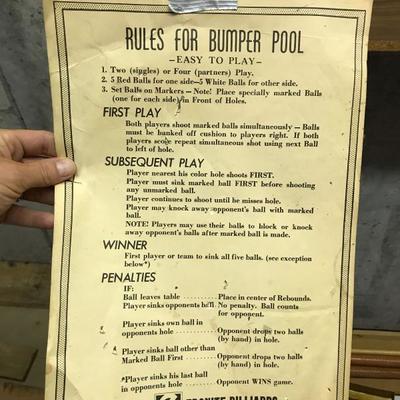 RULES FOR BUMPER POOL
—EASY TO PLAY—
1. Two (singles) or Four (partners) Play.
2. 5 Red Balls for one side—5 White Balls for other side.
3. Set Balls on Markers — Note! Place specially marked Balls
(one for each side) in Front of Holes.
FIRST PLAY
Both players shoot marked balls simultaneously — Balls
must be banked off cushion to players right. If both
players score repeat simultaneous shot using next Ball
to left of hole.
SUBSEQUENT PLAY
Player nearest his color hole shoots FIRST.
Player must sink marked ball FIRST before shooting
any unmarked ball.
Player continues to shoot until he misses hole.
Player may knock away opponent's ball with marked
ball.
NOTE! Players may use their balls to block or knock
away opponent's balls after marked ball is made.
WINNER
First player or team to sink all five balls. (see exception
below*)
PENALTIES
IF:
Ball leaves table .......... Place in center of Rebounds.
Player sinks opponents ball. No penalty. Ball counts
for opponent.
Player sinks own ball in
opponents hole ............ Opponent drops two balls
(by hand) in hole.
Player sinks ball other than
Marked Ball First .......... Opponent drops two balls
(by hand) in hole.
*Player sinks his last ball
in opponents hole .......... Opponent WINS game.
BILLIARDS